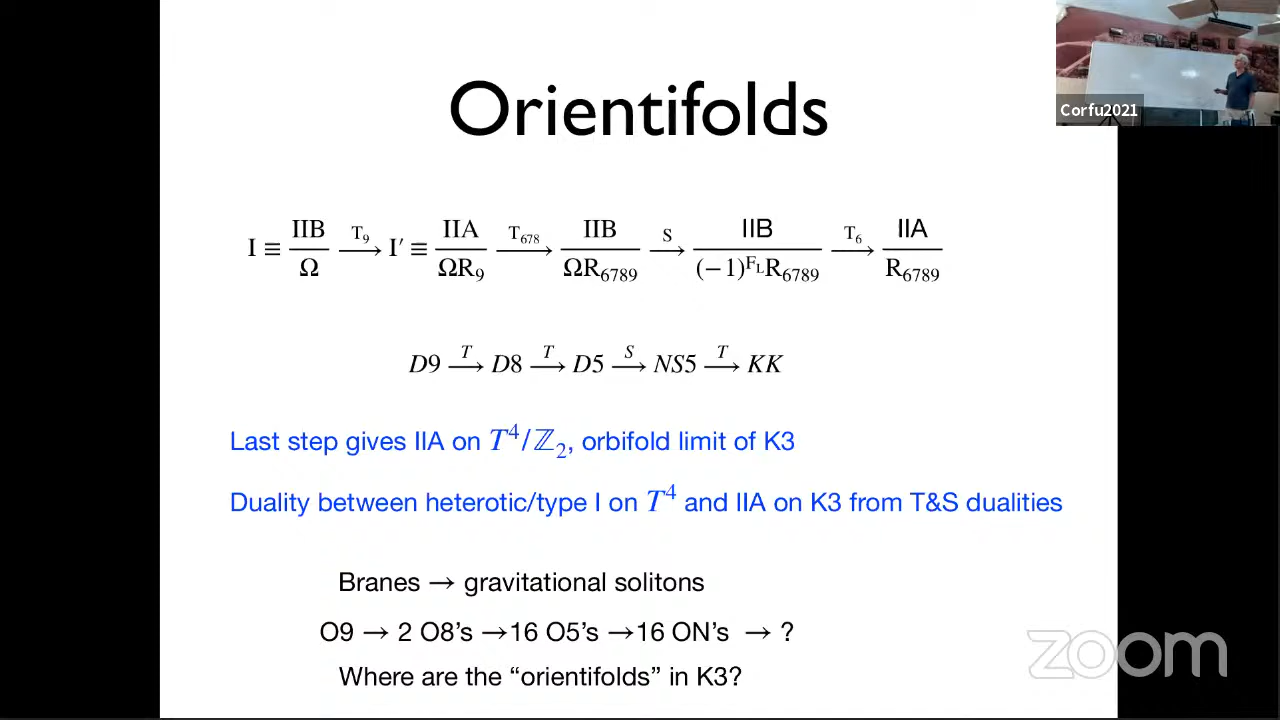 Orientifolds
Corfu2021
I ≡ IIB/Ω —T₉→ I′ ≡ IIA/ΩR₉ —T₆₇₈→ IIB/ΩR₆₇₈₉ —S→ IIB/(−1)^{F_L}R₆₇₈₉ —T₆→ IIA/R₆₇₈₉
D9 —T→ D8 —T→ D5 —S→ NS5 —T→ KK
Last step gives IIA on T⁴/ℤ₂, orbifold limit of K3
Duality between heterotic/type I on T⁴ and IIA on K3 from T&S dualities
Branes → gravitational solitons
O9 → 2 O8's →16 O5's →16 ON's → ?
Where are the “orientifolds” in K3?
zoom